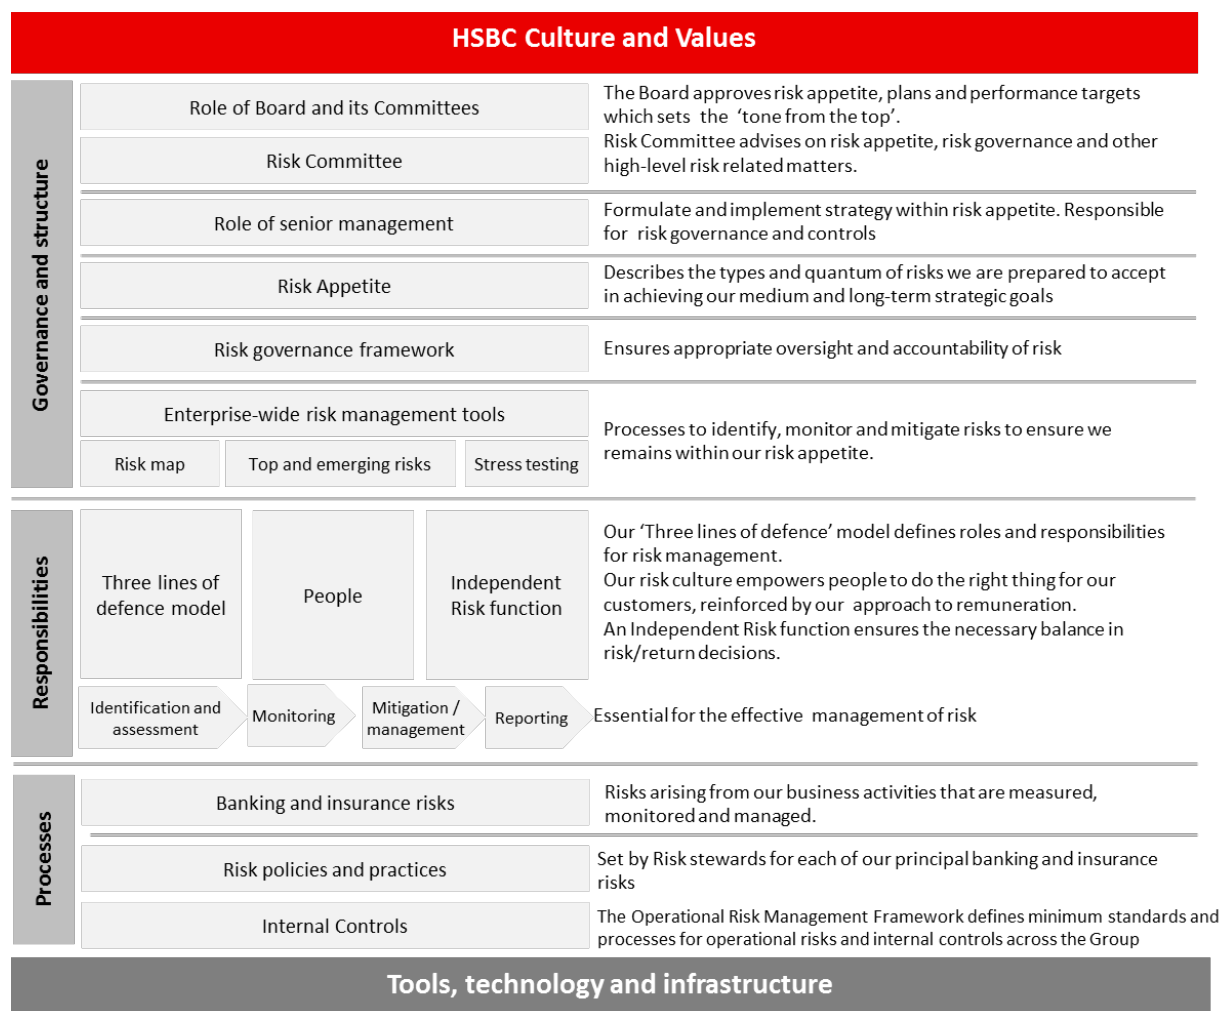 HSBC Culture and Values
Governance and structure
Role of Board and its Committees
Risk Committee
The Board approves risk appetite, plans and performance targets
which sets the ‘tone from the top’.
Risk Committee advises on risk appetite, risk governance and other
high-level risk related matters.
Role of senior management
Formulate and implement strategy within risk appetite. Responsible
for risk governance and controls
Risk Appetite
Describes the types and quantum of risks we are prepared to accept
in achieving our medium and long-term strategic goals
Risk governance framework
Ensures appropriate oversight and accountability of risk
Enterprise-wide risk management tools
Risk map
Top and emerging risks
Stress testing
Processes to identify, monitor and mitigate risks to ensure we
remains within our risk appetite.
Responsibilities
Three lines of
defence model
People
Independent
Risk function
Our ‘Three lines of defence’ model defines roles and responsibilities
for risk management.
Our risk culture empowers people to do the right thing for our
customers, reinforced by our approach to remuneration.
An Independent Risk function ensures the necessary balance in
risk/return decisions.
Identification and
assessment
Monitoring
Mitigation /
management
Reporting
Essential for the effective management of risk
Processes
Banking and insurance risks
Risks arising from our business activities that are measured,
monitored and managed.
Risk policies and practices
Set by Risk stewards for each of our principal banking and insurance
risks
Internal Controls
The Operational Risk Management Framework defines minimum standards and
processes for operational risks and internal controls across the Group
Tools, technology and infrastructure